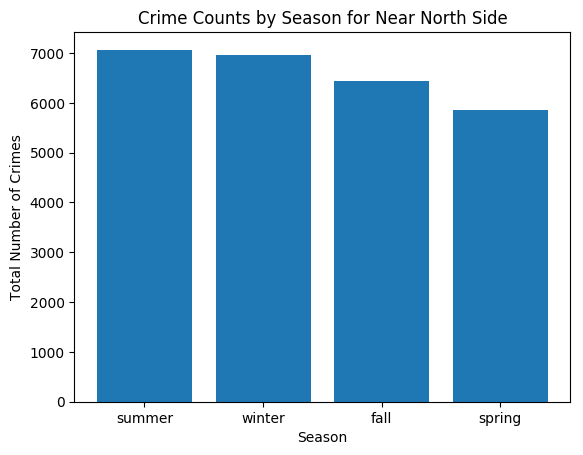 Crime Counts by Season for Near North Side
7000
6000
5000
4000
3000
2000
1000
0
Total Number of Crimes
summer winter fall spring
Season